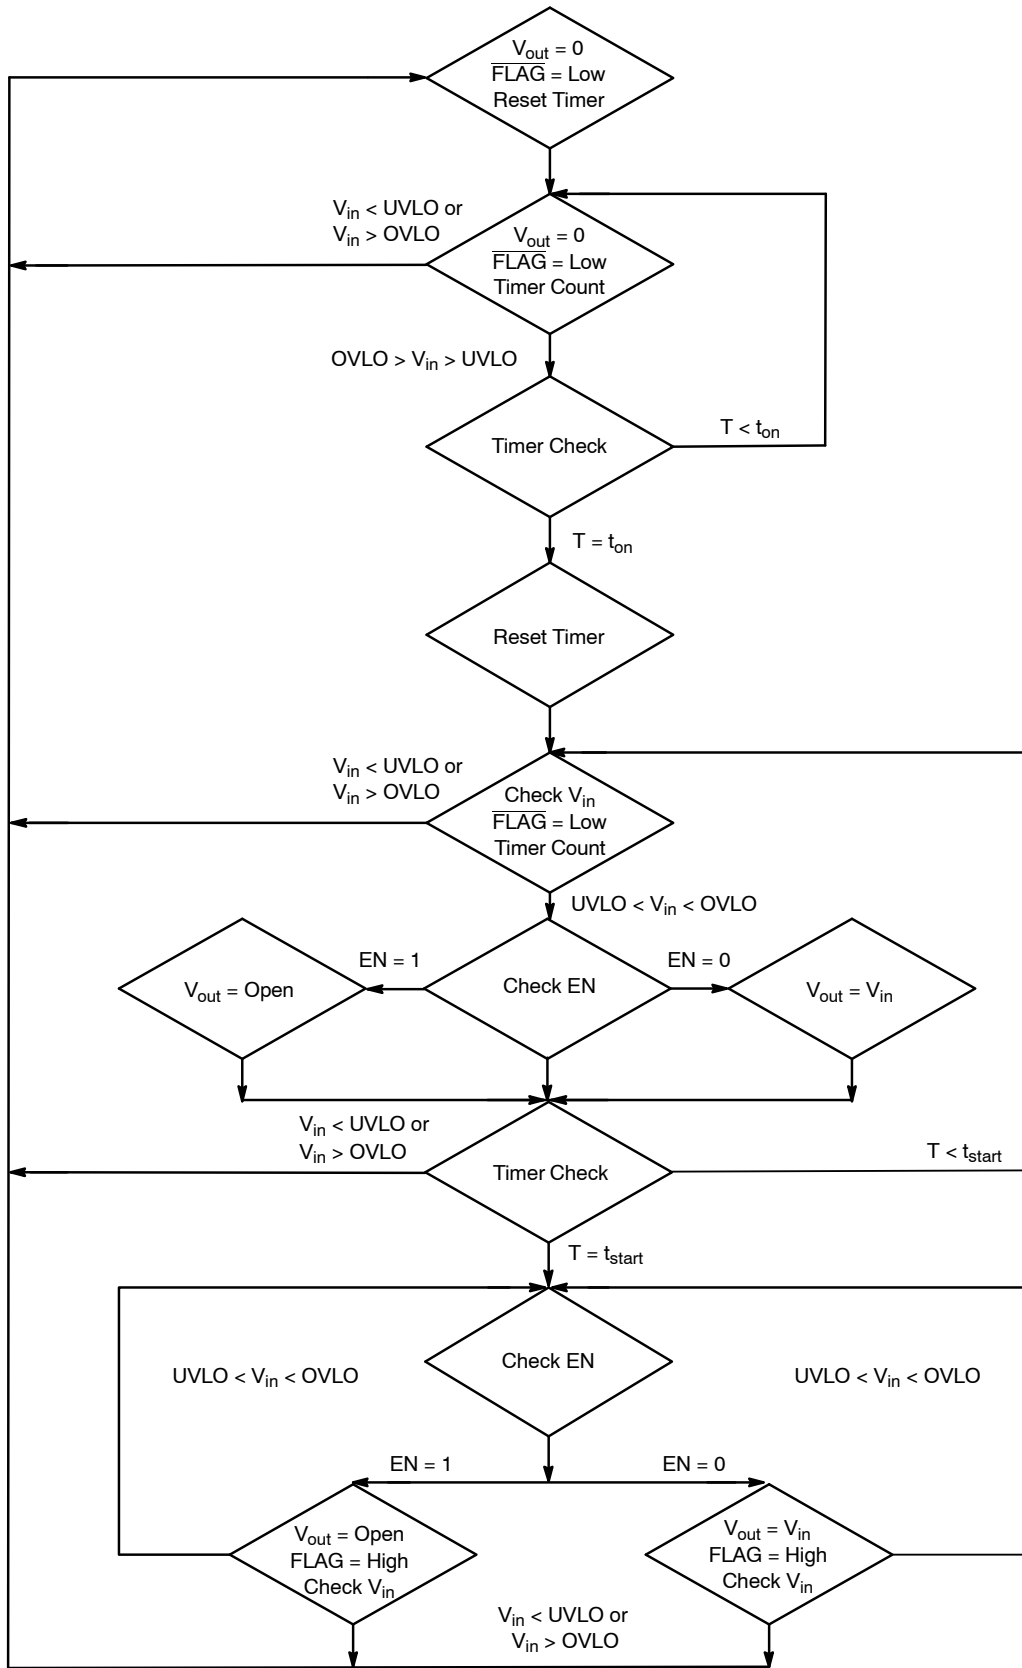 Vout = 0
FLAG = Low
Reset Timer
Vin < UVLO or
Vin > OVLO
Vout = 0
FLAG = Low
Timer Count
OVLO > Vin > UVLO
Timer Check
T < ton
T = ton
Reset Timer
Vin < UVLO or
Vin > OVLO
Check Vin
FLAG = Low
Timer Count
UVLO < Vin < OVLO
EN = 1
EN = 0
Vout = Open
Check EN
Vout = Vin
Vin < UVLO or
Vin > OVLO
Timer Check
T < tstart
T = tstart
Check EN
UVLO < Vin < OVLO
UVLO < Vin < OVLO
EN = 1
EN = 0
Vout = Open
FLAG = High
Check Vin
Vout = Vin
FLAG = High
Check Vin
Vin < UVLO or
Vin > OVLO